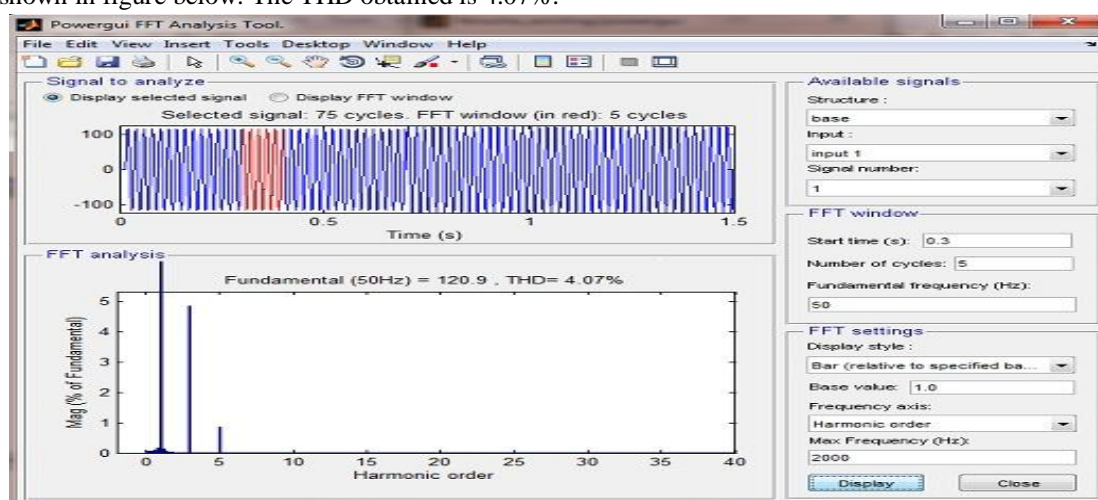 shown in figure below. The THD obtained is 4.07%.
Powergui FFT Analysis Tool.
File Edit View Insert Tools Desktop Window Help
Signal to analyze
Display selected signal Display FFT window
Selected signal: 75 cycles. FFT window (in red): 5 cycles
100
0
-100
0 0.5 1 1.5
Time (s)
FFT analysis
Fundamental (50Hz) = 120.9 , THD= 4.07%
5
4
3
2
1
0
Mag (% of Fundamental)
0 5 10 15 20 25 30 35 40
Harmonic order
Available signals
Structure :
base
Input :
input 1
Signal number:
1
FFT window
Start time (s): 0.3
Number of cycles: 5
Fundamental frequency (Hz):
50
FFT settings
Display style :
Bar (relative to specified ba...
Base value: 1.0
Frequency axis:
Harmonic order
Max Frequency (Hz):
2000
Display Close